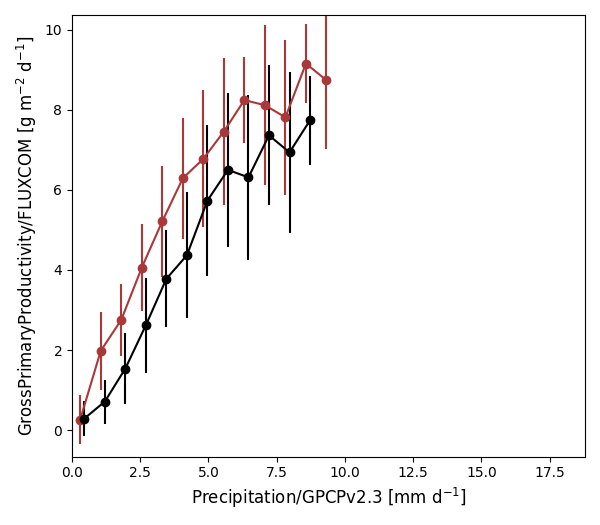 10
8
6
4
2
0
GrossPrimaryProductivity/FLUXCOM [g m⁻² d⁻¹]
0.0 2.5 5.0 7.5 10.0 12.5 15.0 17.5
Precipitation/GPCPv2.3 [mm d⁻¹]